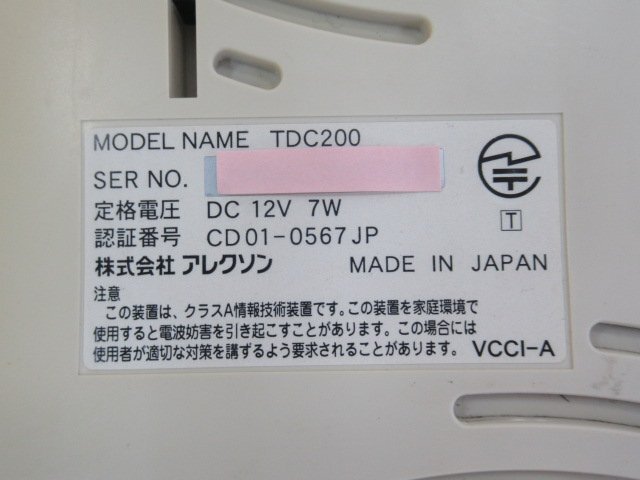 MODEL NAME TDC200
SER NO.
定格電圧 DC 12V 7W
認証番号 CD01-0567JP
T
株式会社 アレクソン MADE IN JAPAN
注意
この装置は、クラスA情報技術装置です。この装置を家庭環境で
使用すると電波妨害を引き起こすことがあります。この場合には
使用者が適切な対策を講ずるよう要求されることがあります。 VCCI-A